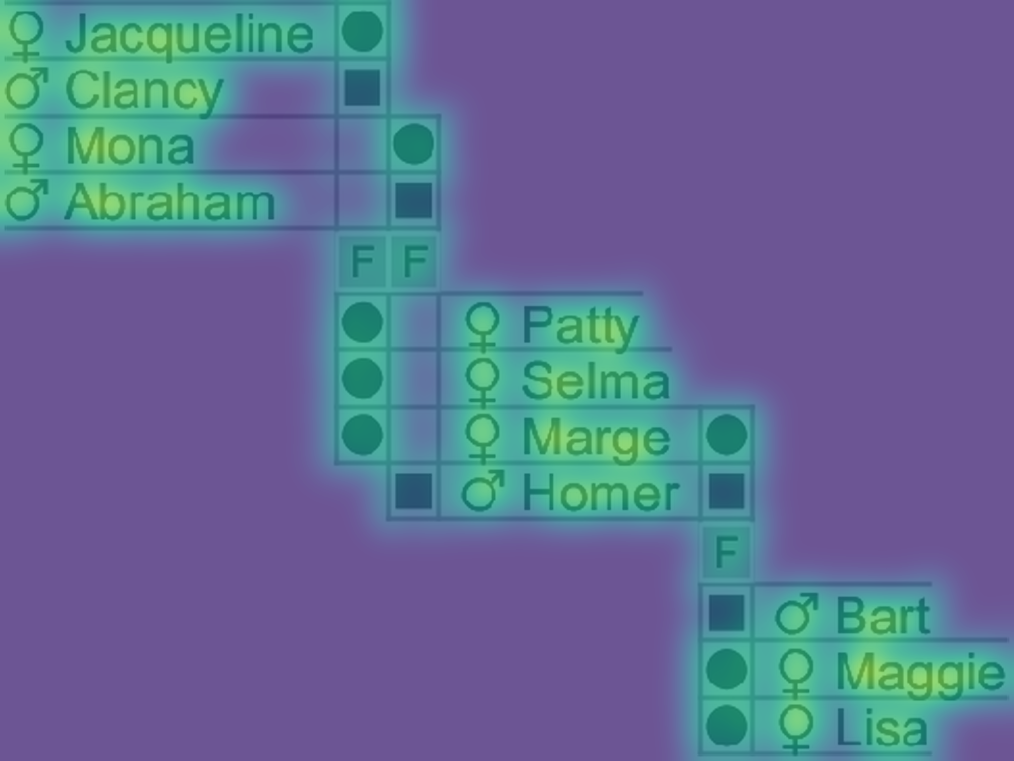 ♀ Jacqueline
♂ Clancy
♀ Mona
♂ Abraham
F F
♀ Patty
♀ Selma
♀ Marge
♂ Homer
F
♂ Bart
♀ Maggie
♀ Lisa